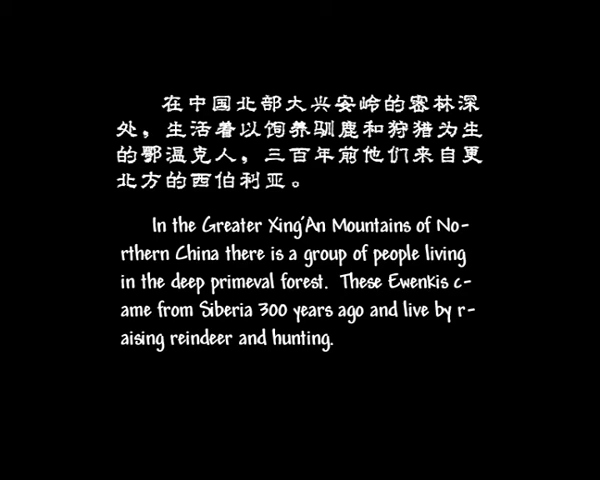 在中国北部大兴安岭的密林深
处，生活着以饲养驯鹿和狩猎为生
的鄂温克人，三百年前他们来自更
北方的西伯利亚。
In the Greater Xing'An Mountains of No-
rthern China there is a group of people living
in the deep primeval forest. These Ewenkis c-
ame from Siberia 300 years ago and live by r-
aising reindeer and hunting.